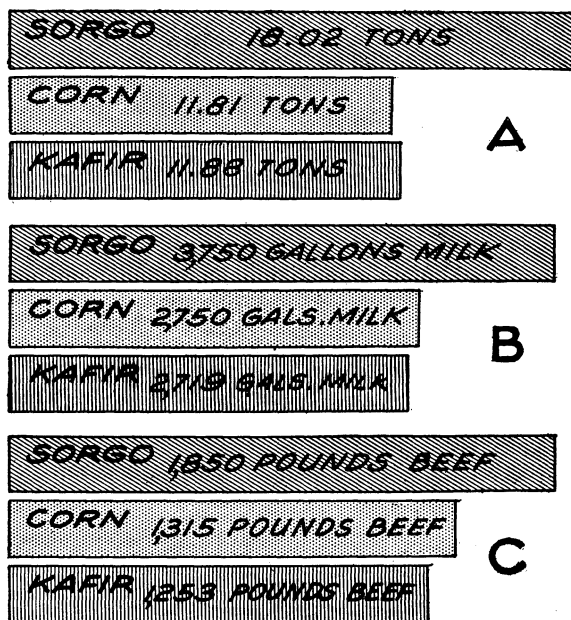 SORGO 18.02 TONS
CORN 11.81 TONS
KAFIR 11.88 TONS
A
SORGO 3,750 GALLONS MILK
CORN 2,750 GALS. MILK
KAFIR 2,719 GALS. MILK
B
SORGO 1,850 POUNDS BEEF
CORN 1,315 POUNDS BEEF
KAFIR 1,253 POUNDS BEEF
C